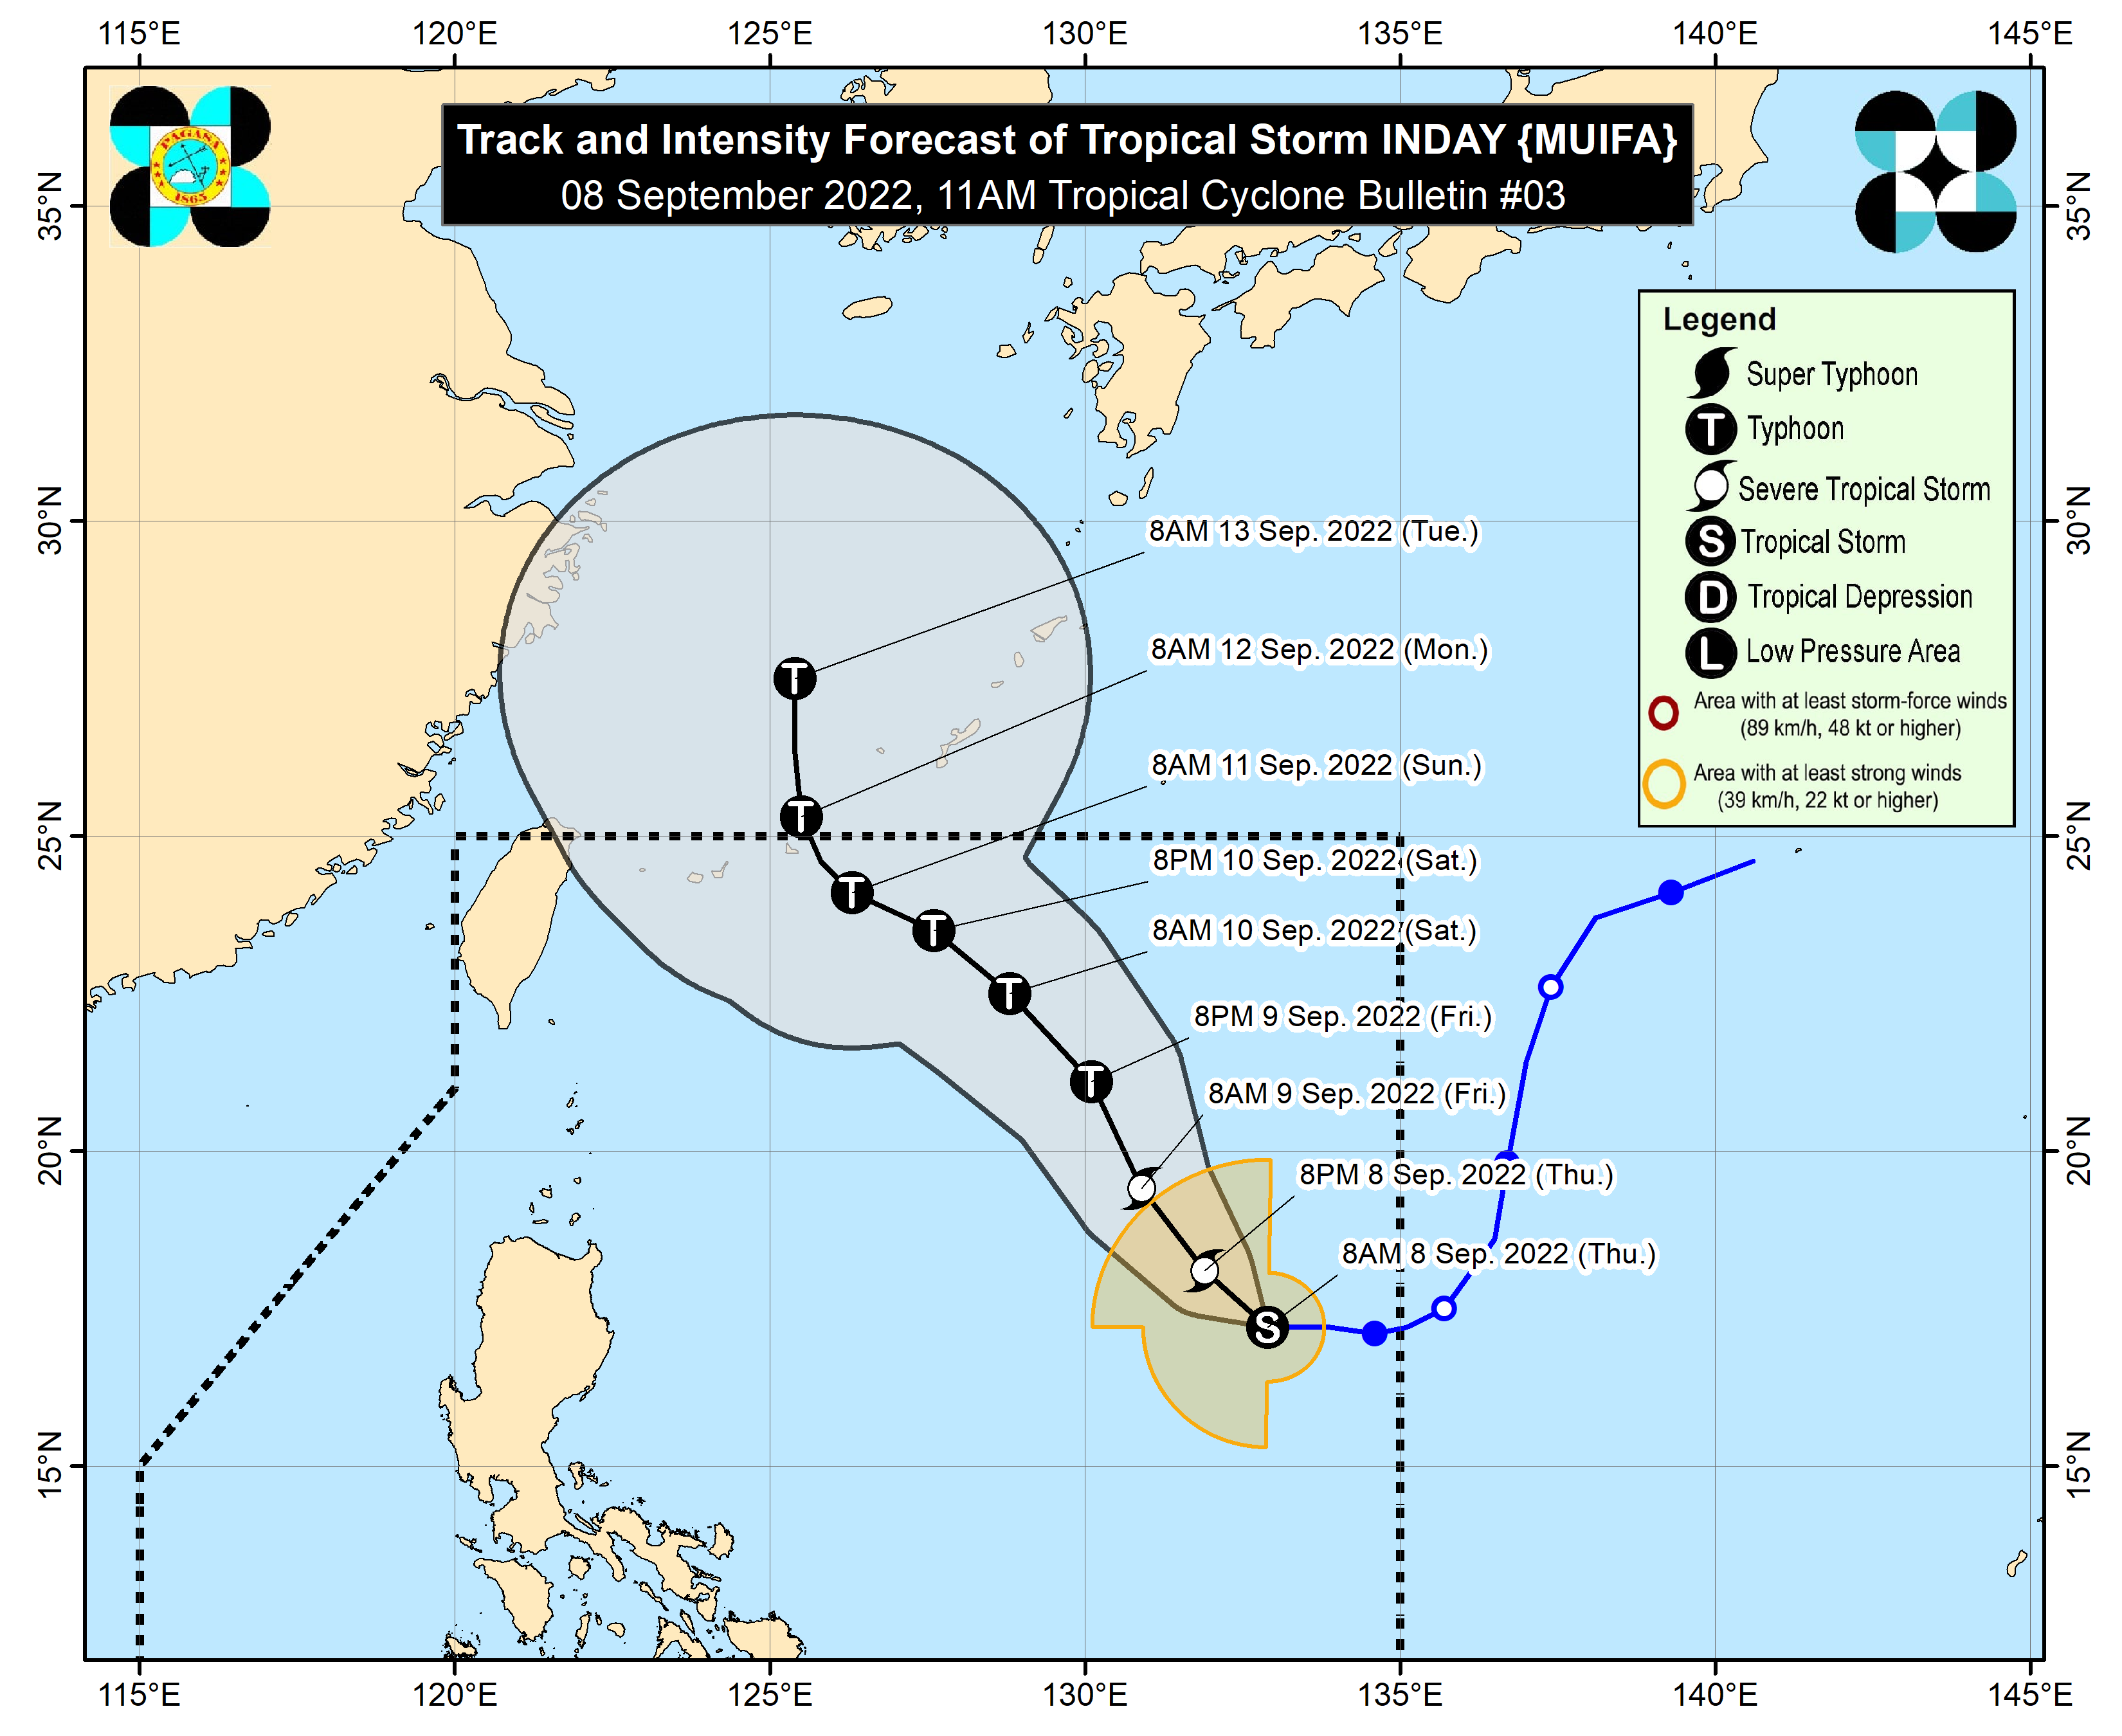 115°E 120°E 125°E 130°E 135°E 140°E 145°E
Track and Intensity Forecast of Tropical Storm INDAY {MUIFA}
08 September 2022, 11AM Tropical Cyclone Bulletin #03
PAGASA
1865
35°N 35°N
Legend
Super Typhoon
T Typhoon
Severe Tropical Storm
S Tropical Storm
D Tropical Depression
L Low Pressure Area
Area with at least storm-force winds
(89 km/h, 48 kt or higher)
Area with at least strong winds
(39 km/h, 22 kt or higher)
30°N 30°N
8AM 13 Sep. 2022 (Tue.)
T
8AM 12 Sep. 2022 (Mon.)
T
8AM 11 Sep. 2022 (Sun.)
T
25°N 25°N
8PM 10 Sep. 2022 (Sat.)
T
8AM 10 Sep. 2022 (Sat.)
T
8PM 9 Sep. 2022 (Fri.)
T
8AM 9 Sep. 2022 (Fri.)
20°N 20°N
8PM 8 Sep. 2022 (Thu.)
8AM 8 Sep. 2022 (Thu.)
S
15°N 15°N
115°E 120°E 125°E 130°E 135°E 140°E 145°E